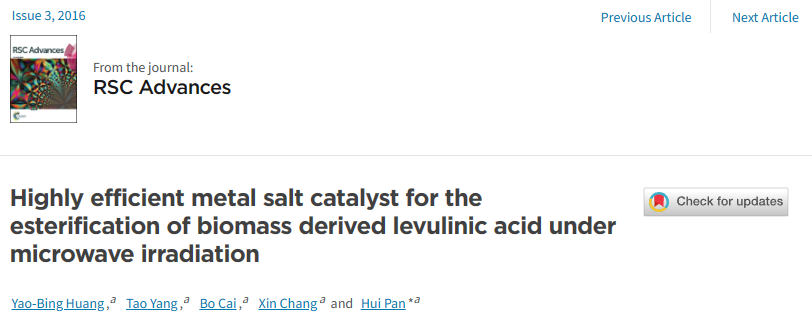 Issue 3, 2016
Previous Article
Next Article
RSC Advances
From the journal:
RSC Advances
Highly efficient metal salt catalyst for the
esterification of biomass derived levulinic acid under
microwave irradiation
Check for updates
Yao-Bing Huang,a Tao Yang,a Bo Cai,a Xin Chang a and Hui Pan *a